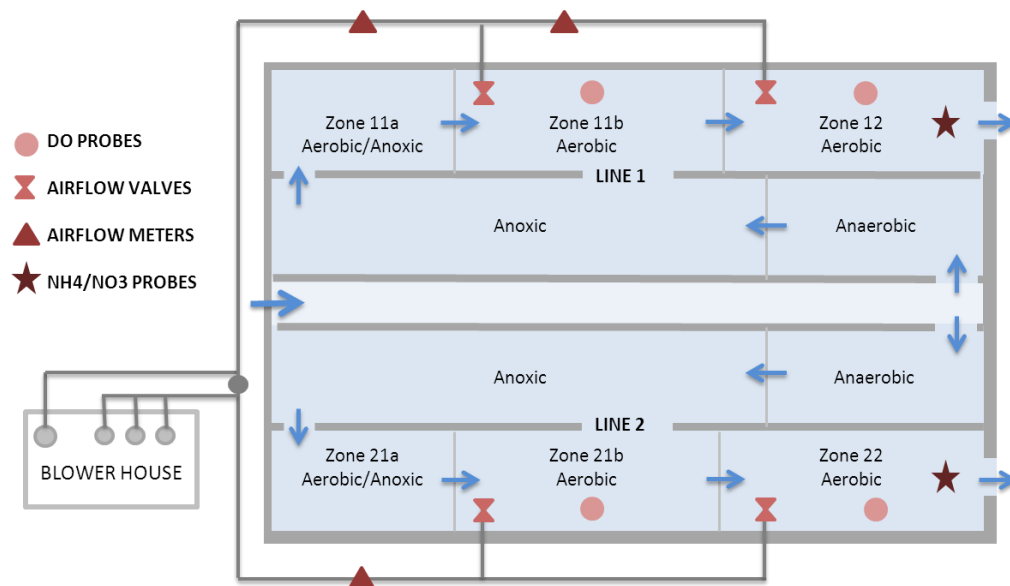 DO PROBES
AIRFLOW VALVES
AIRFLOW METERS
NH4/NO3 PROBES
Zone 11a
Aerobic/Anoxic
Zone 11b
Aerobic
Zone 12
Aerobic
LINE 1
Anoxic
Anaerobic
Anoxic
Anaerobic
LINE 2
Zone 21a
Aerobic/Anoxic
Zone 21b
Aerobic
Zone 22
Aerobic
BLOWER HOUSE